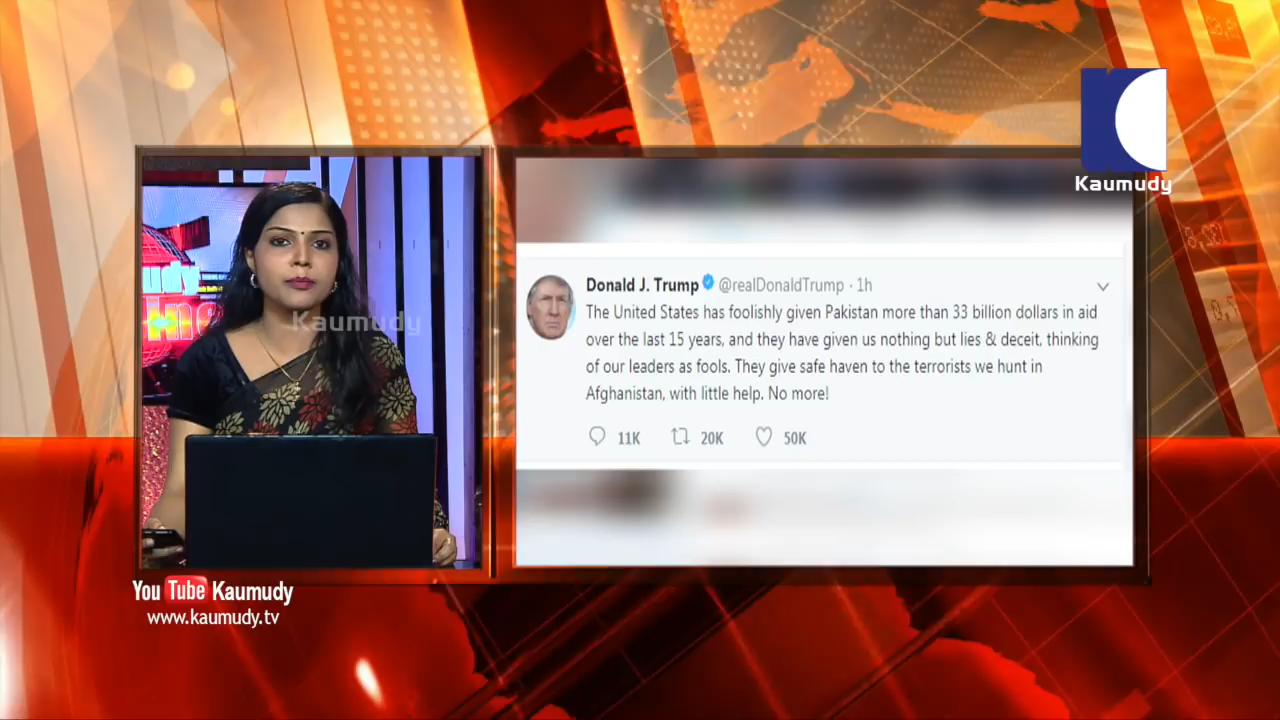 Kaumudy
Donald J. Trump @realDonaldTrump · 1h
The United States has foolishly given Pakistan more than 33 billion dollars in aid
over the last 15 years, and they have given us nothing but lies & deceit, thinking
of our leaders as fools. They give safe haven to the terrorists we hunt in
Afghanistan, with little help. No more!
11K 20K 50K
Kaumudy
You Tube Kaumudy
www.kaumudy.tv